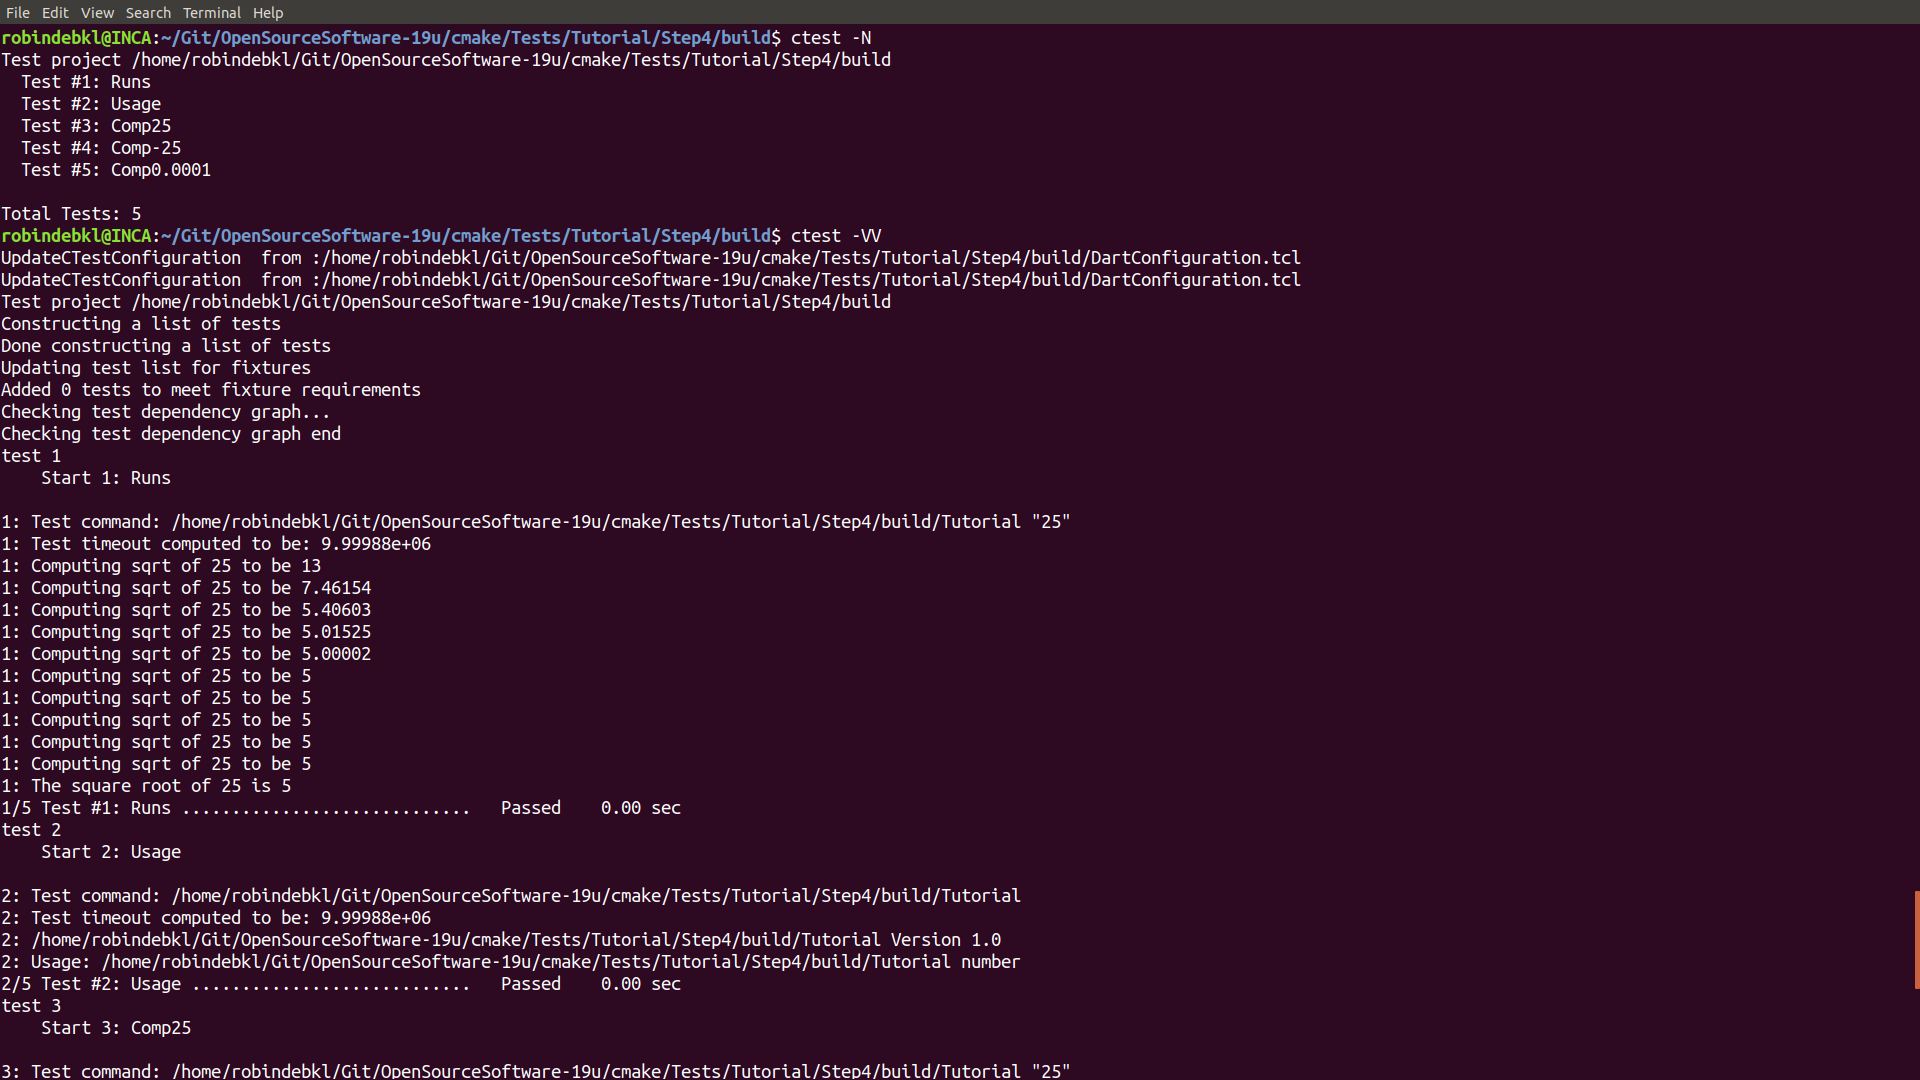 File Edit View Search Terminal Help
robindebkl@INCA:~/Git/OpenSourceSoftware-19u/cmake/Tests/Tutorial/Step4/build$ ctest -N
Test project /home/robindebkl/Git/OpenSourceSoftware-19u/cmake/Tests/Tutorial/Step4/build
  Test #1: Runs
  Test #2: Usage
  Test #3: Comp25
  Test #4: Comp-25
  Test #5: Comp0.0001

Total Tests: 5
robindebkl@INCA:~/Git/OpenSourceSoftware-19u/cmake/Tests/Tutorial/Step4/build$ ctest -VV
UpdateCTestConfiguration  from :/home/robindebkl/Git/OpenSourceSoftware-19u/cmake/Tests/Tutorial/Step4/build/DartConfiguration.tcl
UpdateCTestConfiguration  from :/home/robindebkl/Git/OpenSourceSoftware-19u/cmake/Tests/Tutorial/Step4/build/DartConfiguration.tcl
Test project /home/robindebkl/Git/OpenSourceSoftware-19u/cmake/Tests/Tutorial/Step4/build
Constructing a list of tests
Done constructing a list of tests
Updating test list for fixtures
Added 0 tests to meet fixture requirements
Checking test dependency graph...
Checking test dependency graph end
test 1
    Start 1: Runs

1: Test command: /home/robindebkl/Git/OpenSourceSoftware-19u/cmake/Tests/Tutorial/Step4/build/Tutorial "25"
1: Test timeout computed to be: 9.99988e+06
1: Computing sqrt of 25 to be 13
1: Computing sqrt of 25 to be 7.46154
1: Computing sqrt of 25 to be 5.40603
1: Computing sqrt of 25 to be 5.01525
1: Computing sqrt of 25 to be 5.00002
1: Computing sqrt of 25 to be 5
1: Computing sqrt of 25 to be 5
1: Computing sqrt of 25 to be 5
1: Computing sqrt of 25 to be 5
1: Computing sqrt of 25 to be 5
1: The square root of 25 is 5
1/5 Test #1: Runs .............................   Passed    0.00 sec
test 2
    Start 2: Usage

2: Test command: /home/robindebkl/Git/OpenSourceSoftware-19u/cmake/Tests/Tutorial/Step4/build/Tutorial
2: Test timeout computed to be: 9.99988e+06
2: /home/robindebkl/Git/OpenSourceSoftware-19u/cmake/Tests/Tutorial/Step4/build/Tutorial Version 1.0
2: Usage: /home/robindebkl/Git/OpenSourceSoftware-19u/cmake/Tests/Tutorial/Step4/build/Tutorial number
2/5 Test #2: Usage ............................   Passed    0.00 sec
test 3
    Start 3: Comp25

3: Test command: /home/robindebkl/Git/OpenSourceSoftware-19u/cmake/Tests/Tutorial/Step4/build/Tutorial "25"